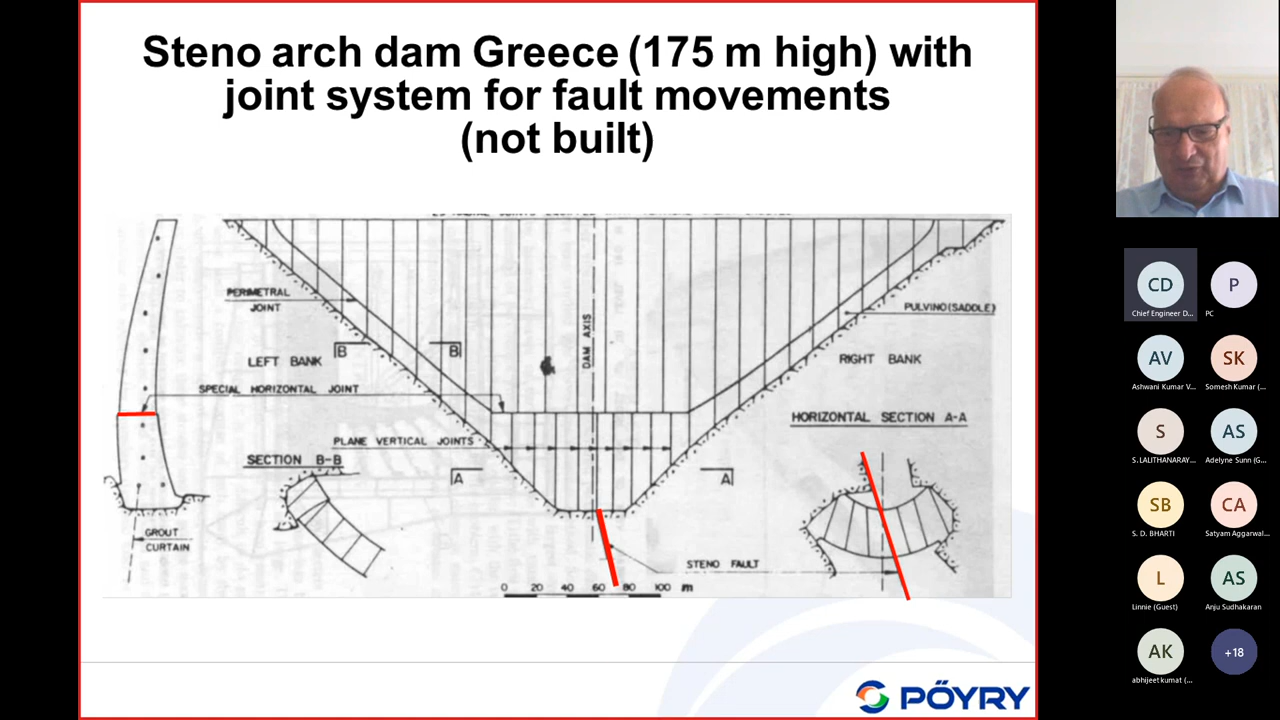 Steno arch dam Greece (175 m high) with
joint system for fault movements
(not built)
PERIMETRAL
JOINT
DAM AXIS
PULVINO(SADDLE)
B
B
LEFT BANK
RIGHT BANK
SPECIAL HORIZONTAL JOINT
HORIZONTAL SECTION A-A
PLANE VERTICAL JOINTS
SECTION B-B
A
A
GROUT
CURTAIN
STENO FAULT
0 20 40 60 80 100 m
PÖYRY
CD
Chief Engineer D...
P
PC
AV
Ashwani Kumar V...
SK
Somesh Kumar (...
S
S. LALITHANARAY...
AS
Adelyne Sunn (G...
SB
S. D. BHARTI
CA
Satyam Aggarwal...
L
Linnie (Guest)
AS
Anju Sudhakaran
AK
abhijeet kumat (...
+18